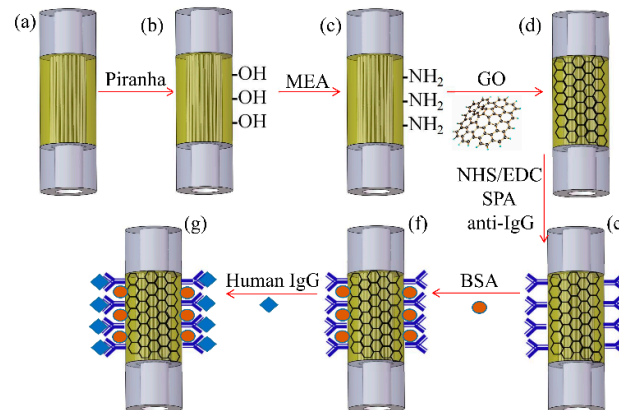 (a)
(b)
(c)
(d)
Piranha
-OH
-OH
-OH
MEA
-NH₂
-NH₂
-NH₂
GO
NHS/EDC
SPA
anti-IgG
(g)
(f)
(e
Human IgG
BSA